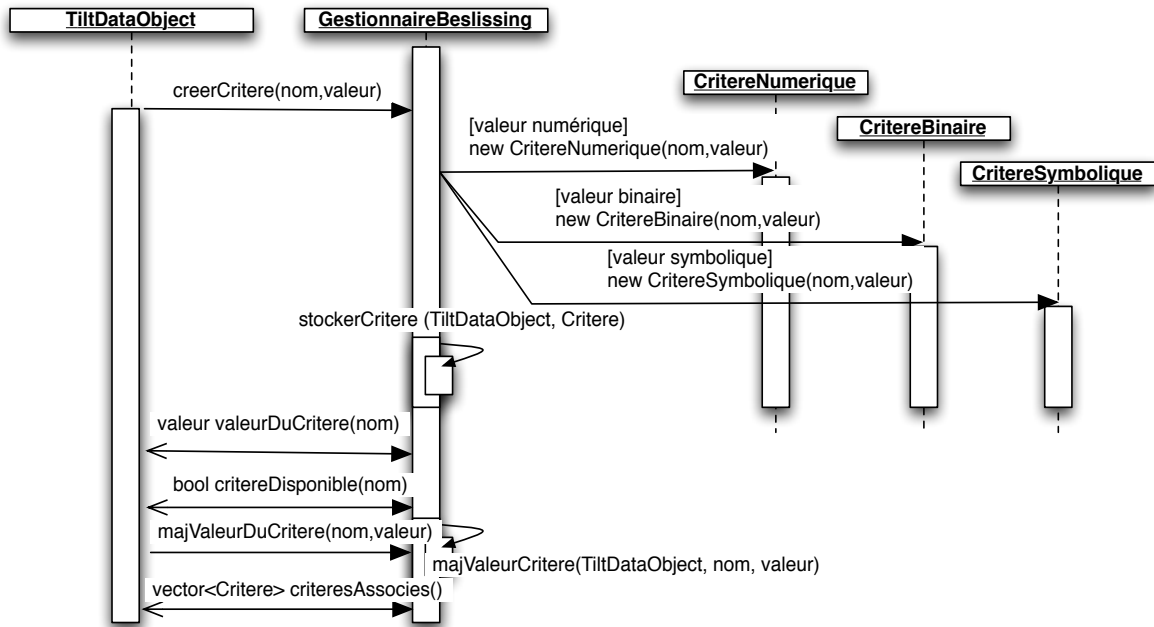 TiltDataObject
GestionnaireBeslissing
creerCritere(nom,valeur)
CritereNumerique
[valeur numérique]
new CritereNumerique(nom,valeur)
CritereBinaire
CritereSymbolique
[valeur binaire]
new CritereBinaire(nom,valeur)
[valeur symbolique]
new CritereSymbolique(nom,valeur)
stockerCritere (TiltDataObject, Critere)
valeur valeurDuCritere(nom)
bool critereDisponible(nom)
majValeurDuCritere(nom,valeur)
majValeurCritere(TiltDataObject, nom, valeur)
vector<Critere> criteresAssocies()